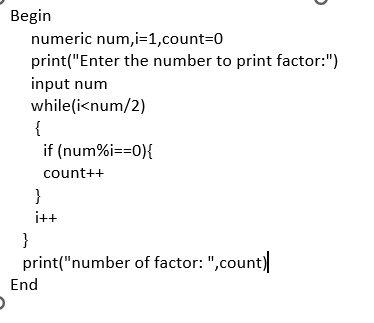 Begin
numeric num,i=1,count=0
print("Enter the number to print factor:")
input num
while(i<num/2)
{
if (num%i==0){
count++
}
i++
}
print("number of factor: ",count)
End